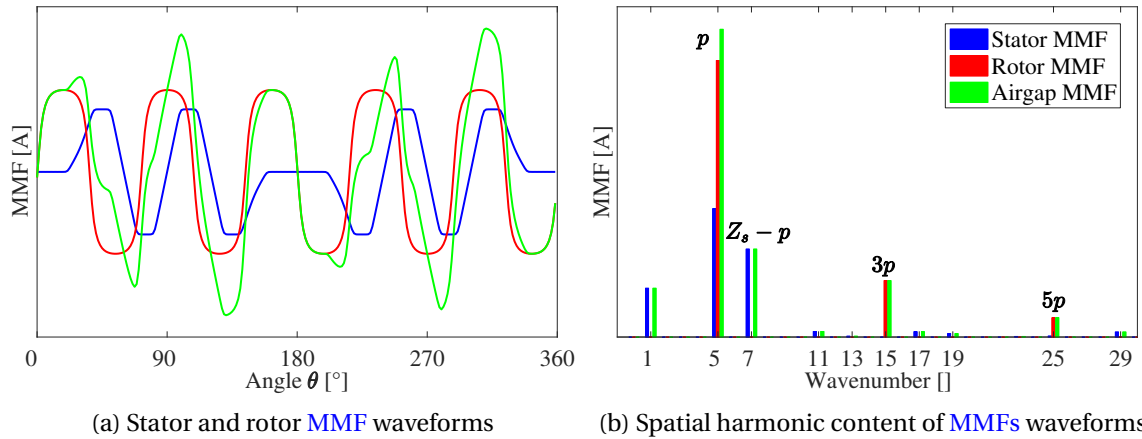 MMF [A]
0 90 180 270 360
Angle θ [°]
(a) Stator and rotor MMF waveforms
p
Stator MMF
Rotor MMF
Airgap MMF
Zₛ − p
3p
5p
MMF [A]
1 5 7 11 13 15 17 19 25 29
Wavenumber []
(b) Spatial harmonic content of MMFs waveforms